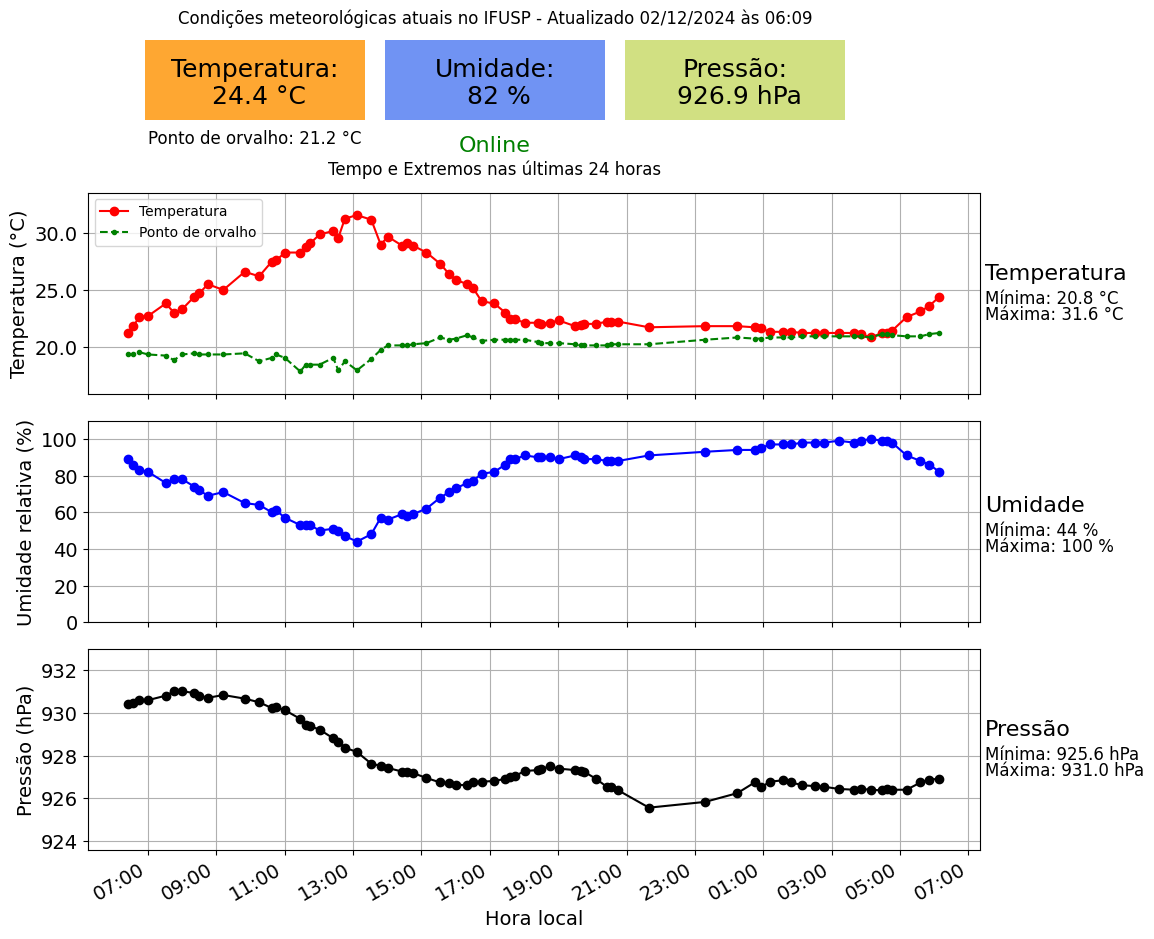 Condições meteorológicas atuais no IFUSP - Atualizado 02/12/2024 às 06:09
Temperatura:
24.4 °C
Umidade:
82 %
Pressão:
926.9 hPa
Ponto de orvalho: 21.2 °C
Online
Tempo e Extremos nas últimas 24 horas
Temperatura (°C)
30.0
25.0
20.0
Temperatura
Ponto de orvalho
Temperatura
Mínima: 20.8 °C
Máxima: 31.6 °C
Umidade relativa (%)
100
80
60
40
20
0
Umidade
Mínima: 44 %
Máxima: 100 %
Pressão (hPa)
932
930
928
926
924
Pressão
Mínima: 925.6 hPa
Máxima: 931.0 hPa
07:00 09:00 11:00 13:00 15:00 17:00 19:00 21:00 23:00 01:00 03:00 05:00 07:00
Hora local